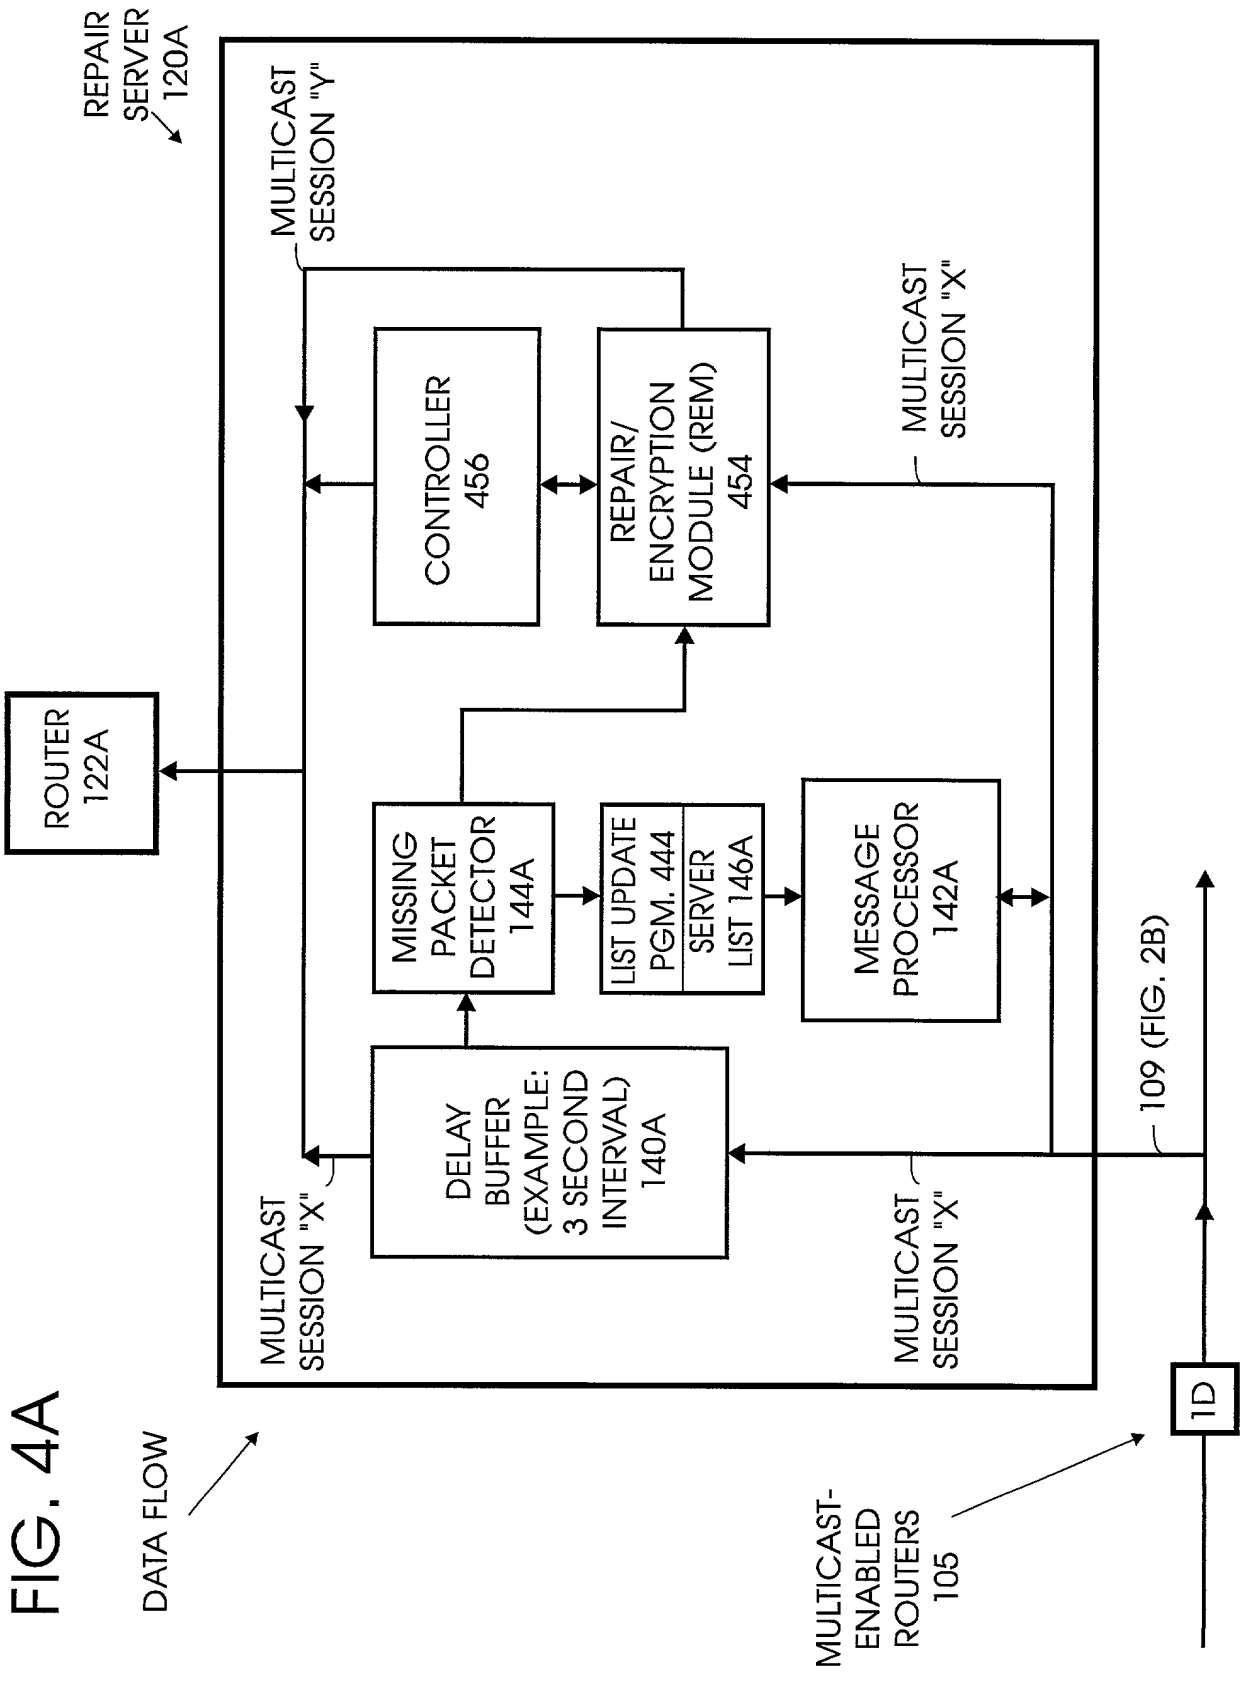 FIG. 4A
DATA FLOW
REPAIR
SERVER
120A
ROUTER
122A
MULTICAST
SESSION "X"
MULTICAST
SESSION "Y"
DELAY
BUFFER
(EXAMPLE:
3 SECOND
INTERVAL)
140A
MISSING
PACKET
DETECTOR
144A
CONTROLLER
456
LIST UPDATE
PGM. 444
SERVER
LIST 146A
REPAIR/
ENCRYPTION
MODULE (REM)
454
MESSAGE
PROCESSOR
142A
MULTICAST
SESSION "X"
MULTICAST
SESSION "X"
MULTICAST-
ENABLED
ROUTERS
105
109 (FIG. 2B)
1D